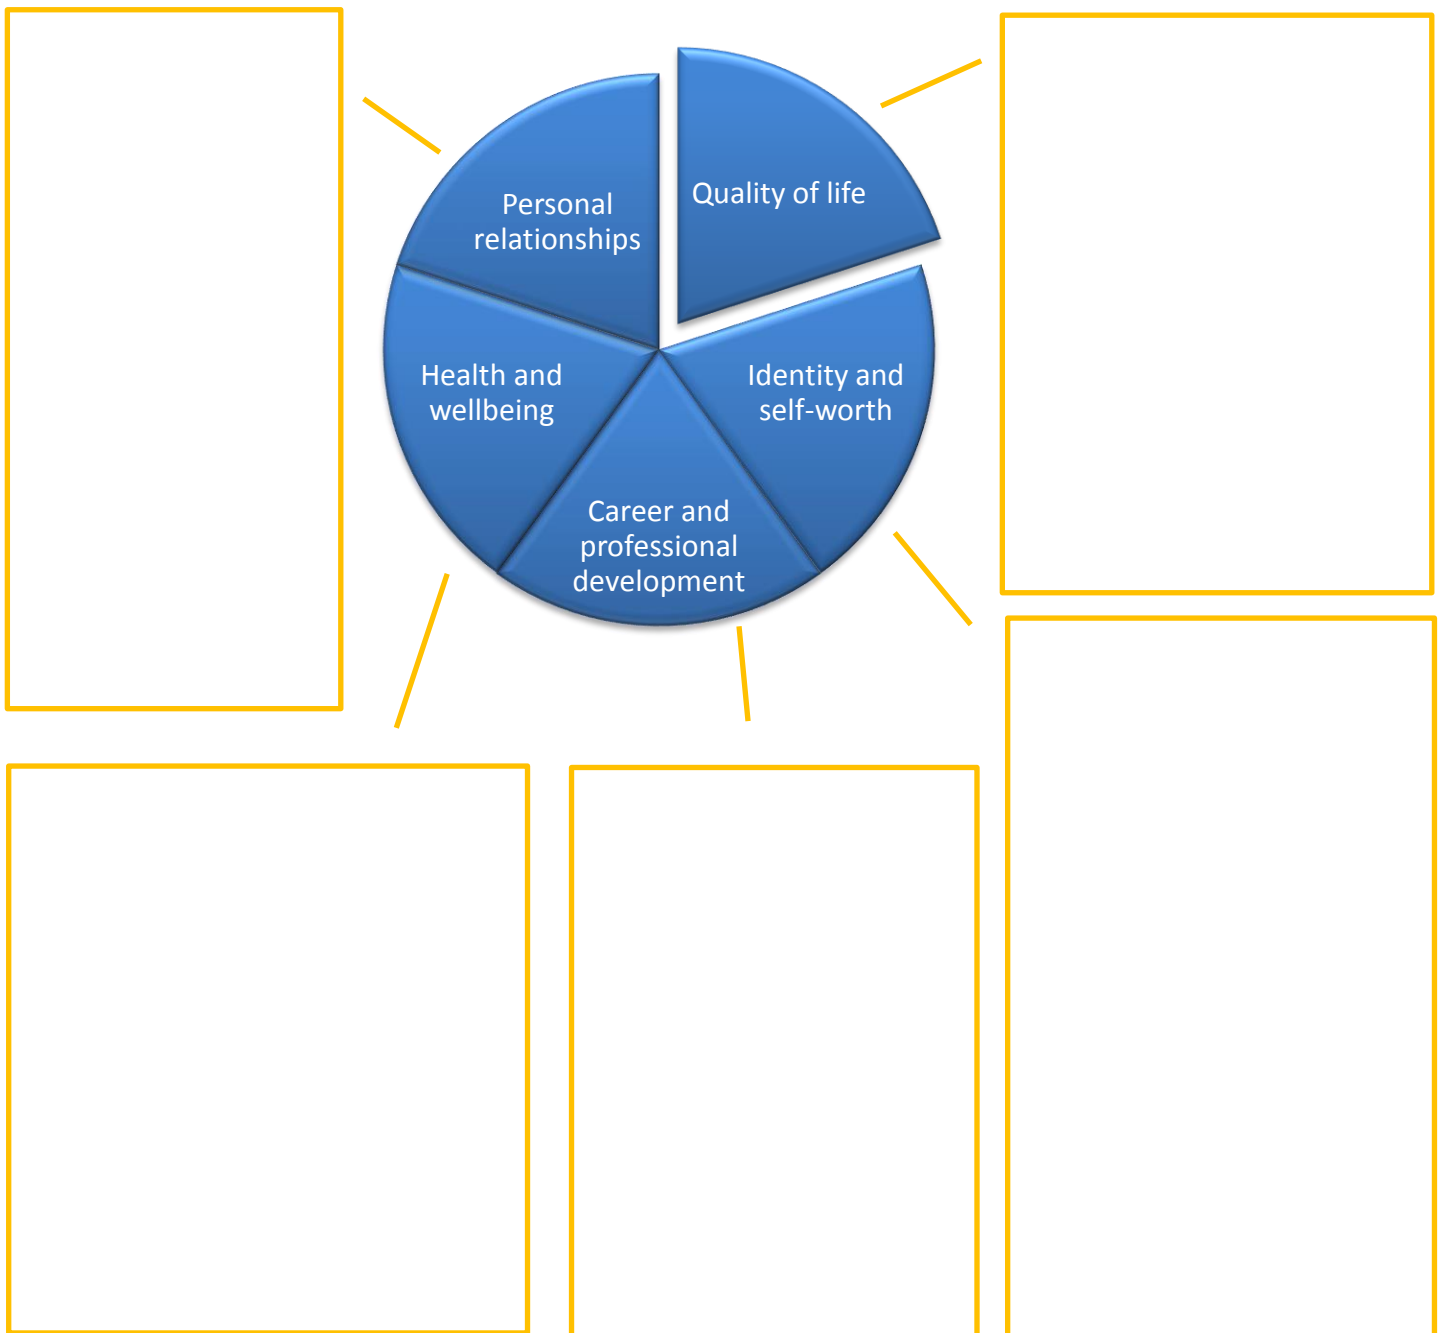 Quality of life
Personal
relationships
Health and
wellbeing
Identity and
self-worth
Career and
professional
development